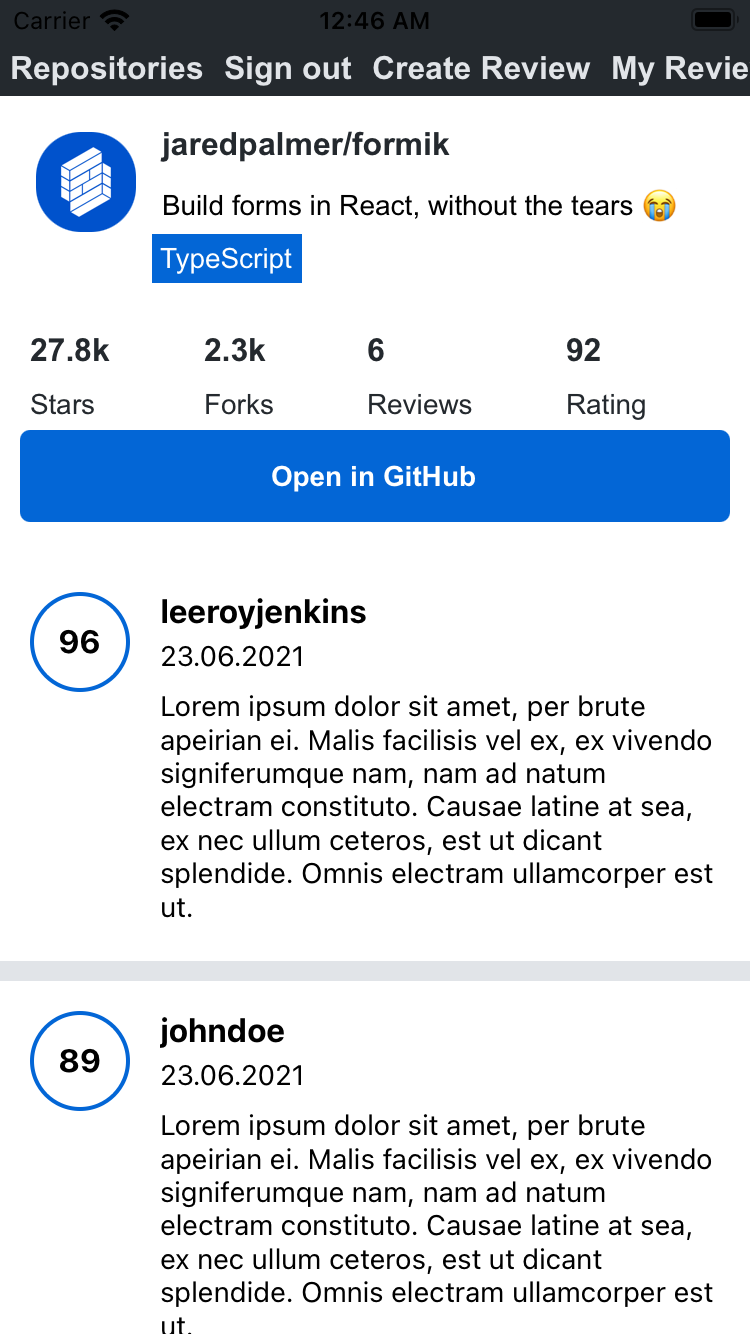 Carrier 12:46 AM
Repositories Sign out Create Review My Revie
jaredpalmer/formik
Build forms in React, without the tears 😭
TypeScript
27.8k 2.3k 6 92
Stars Forks Reviews Rating
Open in GitHub
96 leeroyjenkins
23.06.2021
Lorem ipsum dolor sit amet, per brute
apeirian ei. Malis facilisis vel ex, ex vivendo
signiferumque nam, nam ad natum
electram constituto. Causae latine at sea,
ex nec ullum ceteros, est ut dicant
splendide. Omnis electram ullamcorper est
ut.
89 johndoe
23.06.2021
Lorem ipsum dolor sit amet, per brute
apeirian ei. Malis facilisis vel ex, ex vivendo
signiferumque nam, nam ad natum
electram constituto. Causae latine at sea,
ex nec ullum ceteros, est ut dicant
splendide. Omnis electram ullamcorper est
ut.